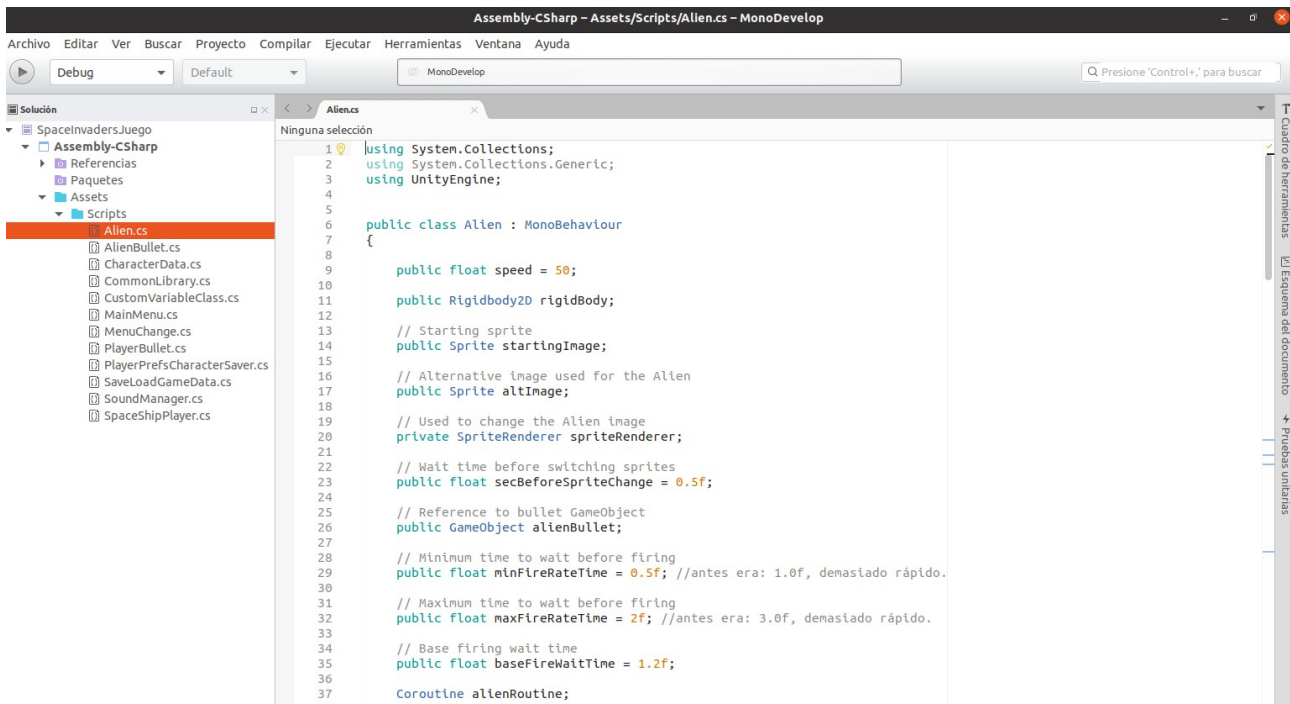 Assembly-CSharp – Assets/Scripts/Alien.cs – MonoDevelop
Archivo Editar Ver Buscar Proyecto Compilar Ejecutar Herramientas Ventana Ayuda
Debug Default MonoDevelop Presione 'Control+,' para buscar
Solución
SpaceInvadersJuego
Assembly-CSharp
Referencias
Paquetes
Assets
Scripts
Alien.cs
AlienBullet.cs
CharacterData.cs
CommonLibrary.cs
CustomVariableClass.cs
MainMenu.cs
MenuChange.cs
PlayerBullet.cs
PlayerPrefsCharacterSaver.cs
SaveLoadGameData.cs
SoundManager.cs
SpaceShipPlayer.cs
Alien.cs
Ninguna selección
1 using System.Collections;
2 using System.Collections.Generic;
3 using UnityEngine;
4
5
6 public class Alien : MonoBehaviour
7 {
8
9 public float speed = 50;
10
11 public Rigidbody2D rigidBody;
12
13 // Starting sprite
14 public Sprite startingImage;
15
16 // Alternative image used for the Alien
17 public Sprite altImage;
18
19 // Used to change the Alien image
20 private SpriteRenderer spriteRenderer;
21
22 // Wait time before switching sprites
23 public float secBeforeSpriteChange = 0.5f;
24
25 // Reference to bullet GameObject
26 public GameObject alienBullet;
27
28 // Minimum time to wait before firing
29 public float minFireRateTime = 0.5f; //antes era: 1.0f, demasiado rápido.
30
31 // Maximum time to wait before firing
32 public float maxFireRateTime = 2f; //antes era: 3.0f, demasiado rápido.
33
34 // Base firing wait time
35 public float baseFireWaitTime = 1.2f;
36
37 Coroutine alienRoutine;
Cuadro de herramientas
Esquema del documento
Pruebas unitarias